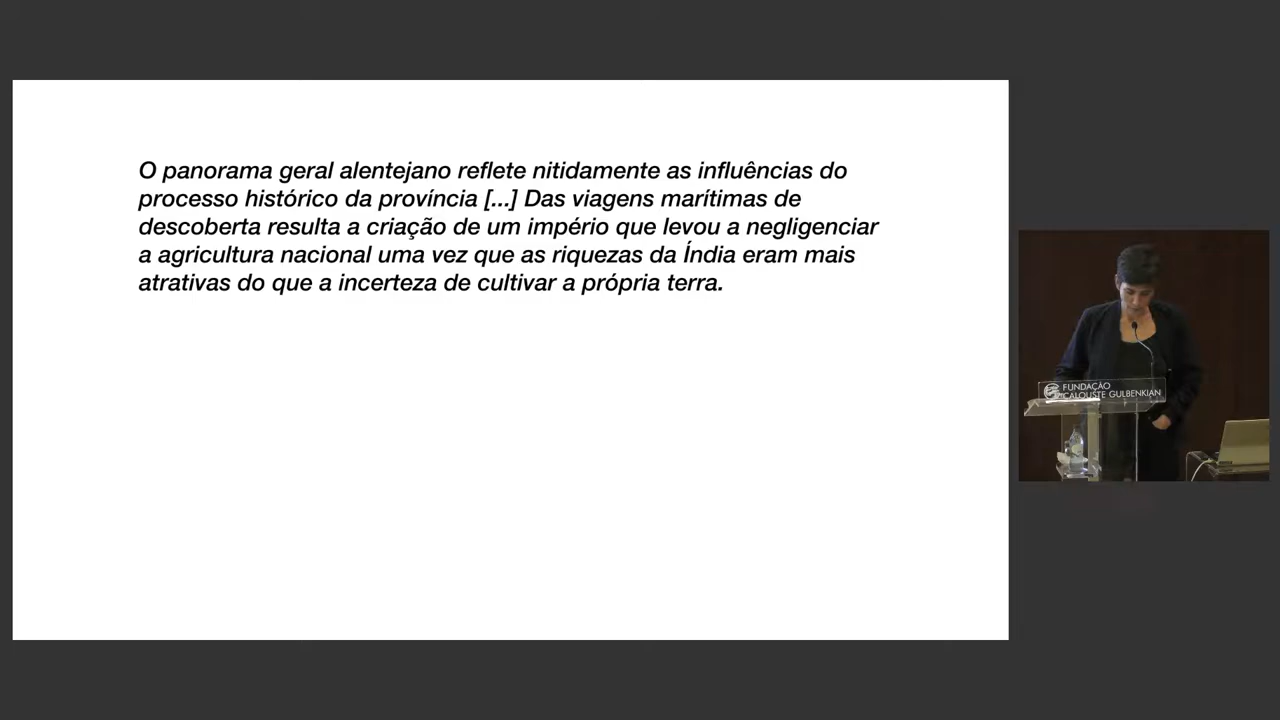 O panorama geral alentejano reflete nitidamente as influências do
processo histórico da província [...] Das viagens marítimas de
descoberta resulta a criação de um império que levou a negligenciar
a agricultura nacional uma vez que as riquezas da Índia eram mais
atrativas do que a incerteza de cultivar a própria terra.
FUNDAÇÃO
CALOUSTE GULBENKIAN